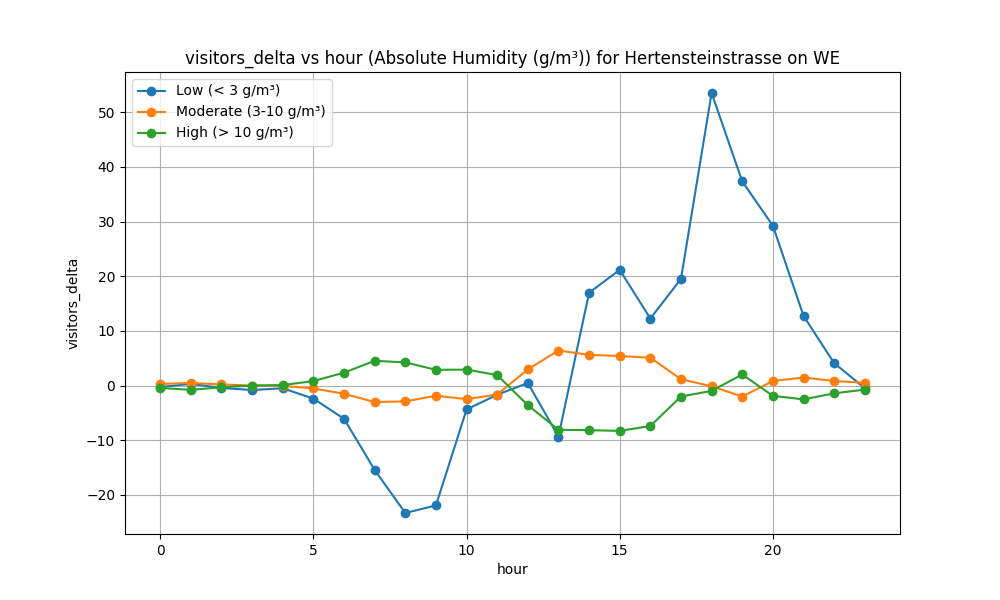 visitors_delta vs hour (Absolute Humidity (g/m³)) for Hertensteinstrasse on WE
Low (< 3 g/m³)
Moderate (3-10 g/m³)
High (> 10 g/m³)
50
40
30
20
10
0
−10
−20
visitors_delta
0 5 10 15 20
hour